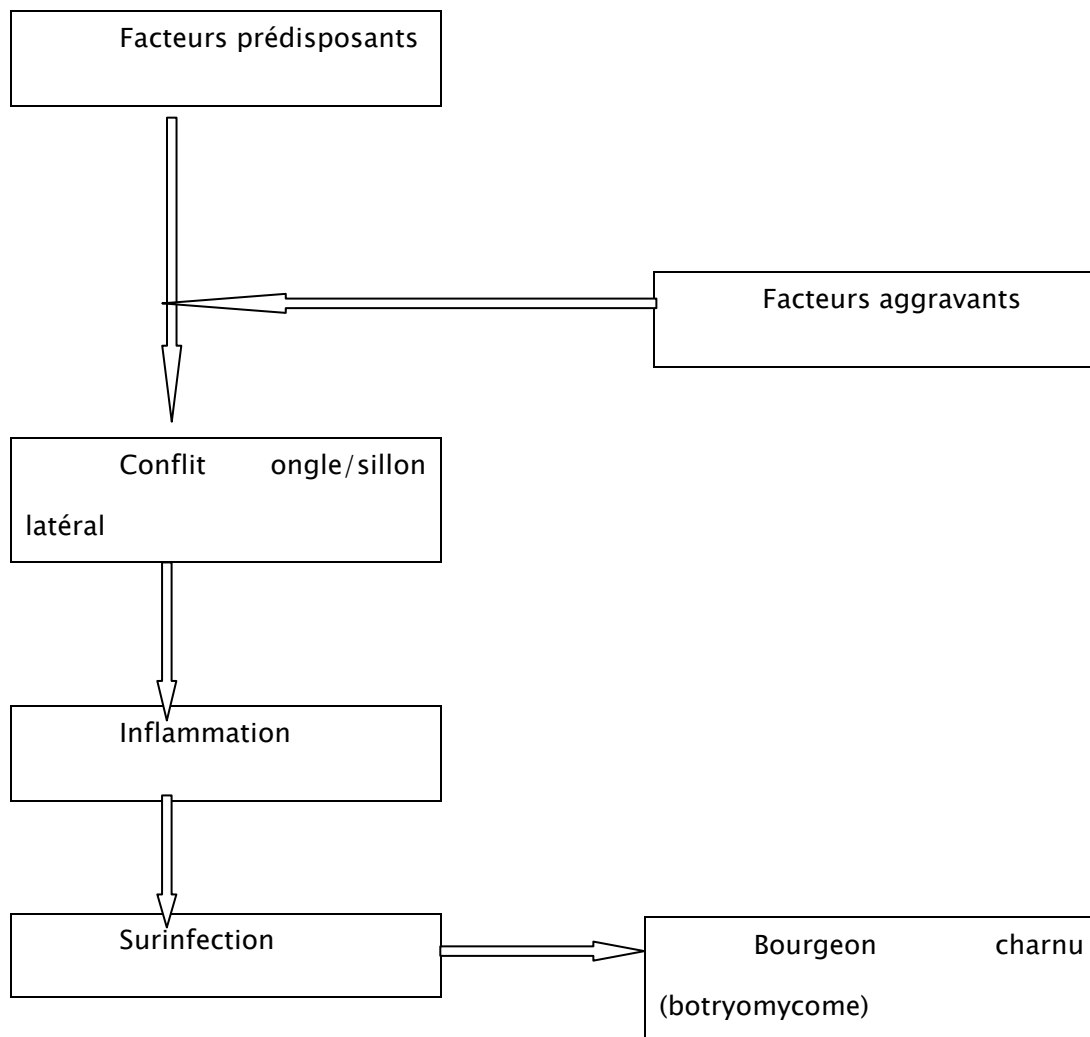 Facteurs prédisposants
Facteurs aggravants
Conflit ongle/sillon
latéral
Inflammation
Surinfection
Bourgeon charnu
(botryomycome)